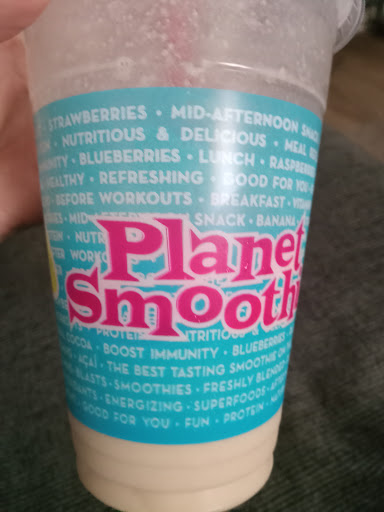 STRAWBERRIES • MID-AFTERNOON SNACK
• NUTRITIOUS & DELICIOUS • MEAL
• BLUEBERRIES • LUNCH •
HEALTHY • REFRESHING • GOOD FOR YOU •
• BEFORE WORKOUTS • BREAKFAST •
SNACK • BANANA
Planet
Smooth
COCOA • BOOST IMMUNITY • BLUEBERRIES
• AÇAÍ • THE BEST TASTING SMOOTHIE ON
BLASTS • SMOOTHIES • FRESHLY BLENDED
• ENERGIZING • SUPERFOODS •
GOOD FOR YOU • FUN • PROTEIN •